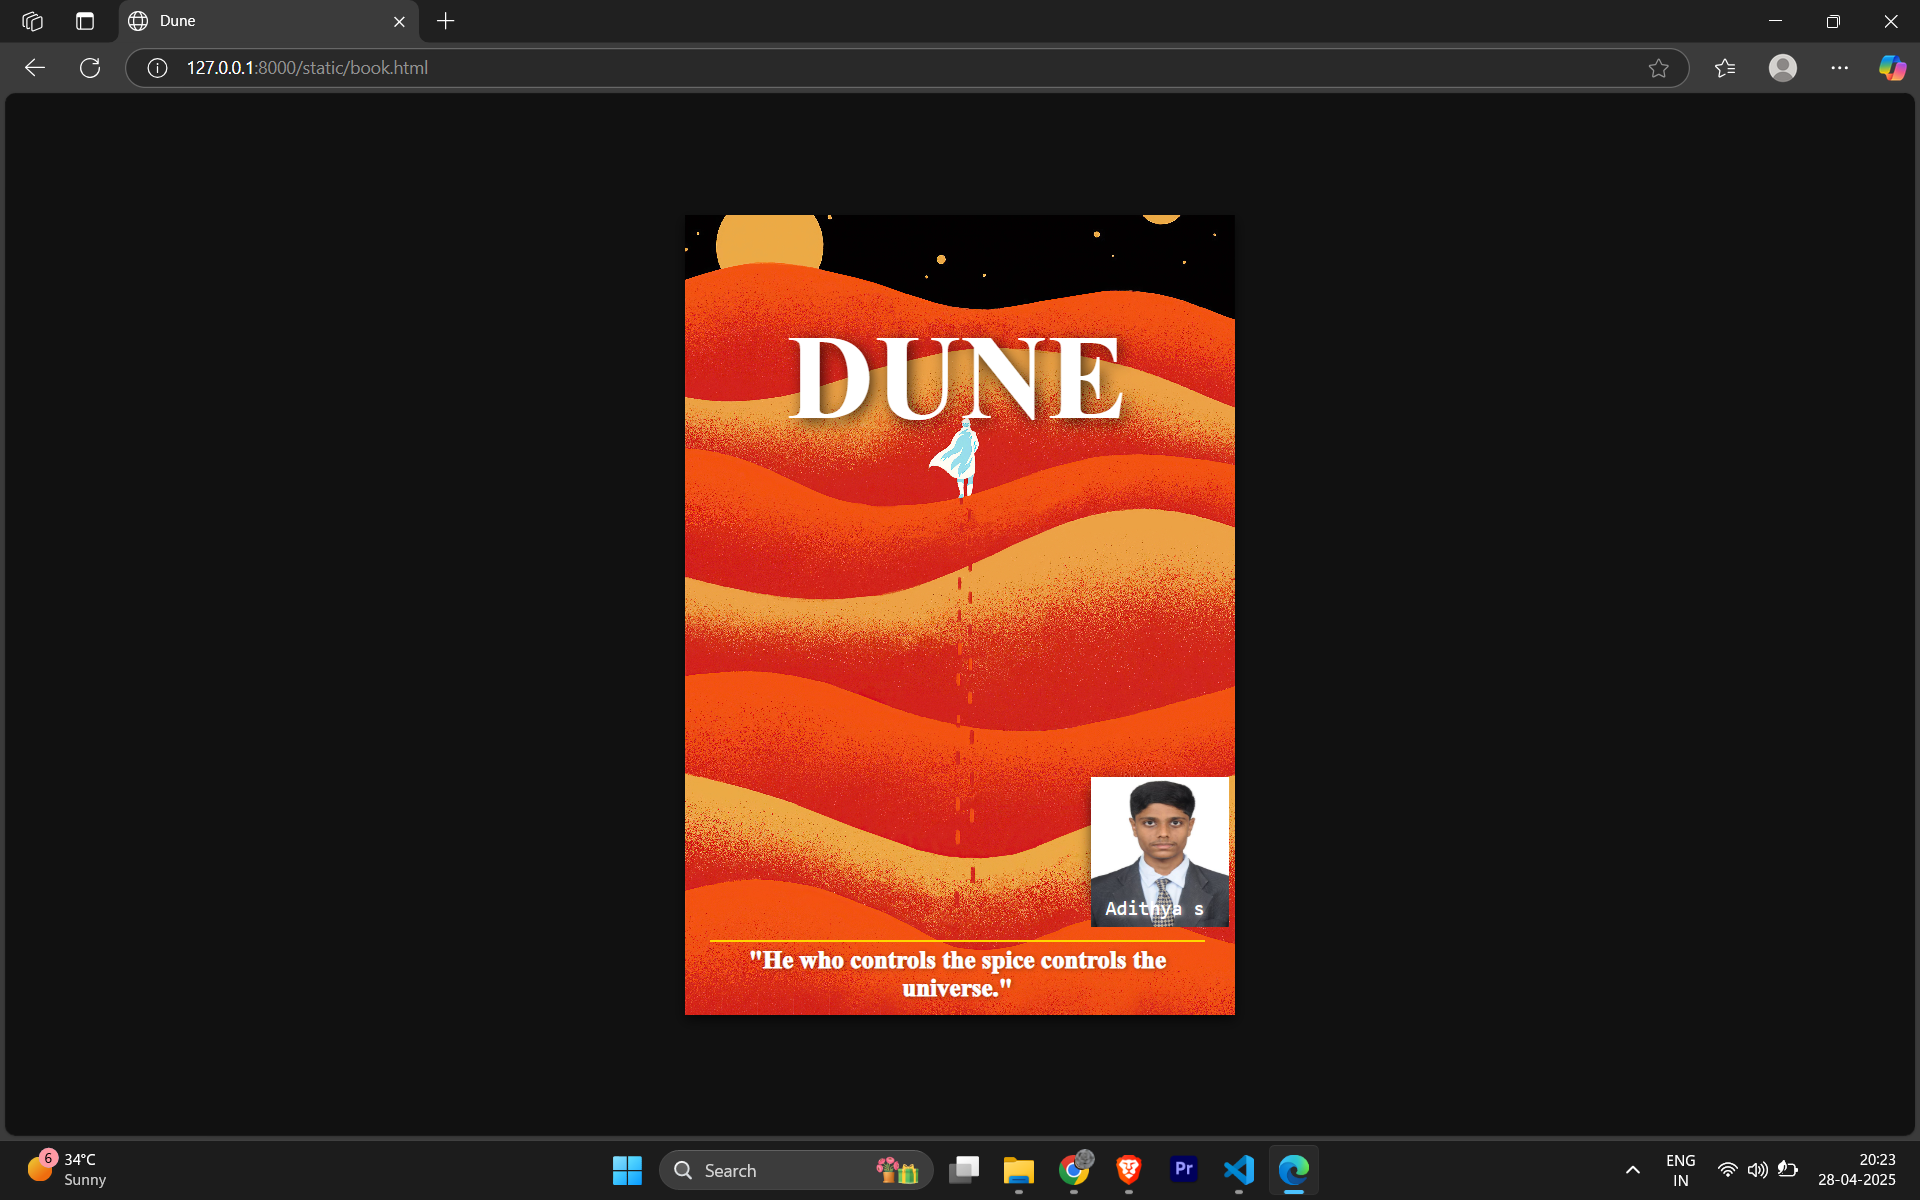 Dune
127.0.0.1:8000/static/book.html
DUNE
Adithya s
"He who controls the spice controls the
universe."
6
34°C
Sunny
Search
Pr
ENG
IN
20:23
28-04-2025